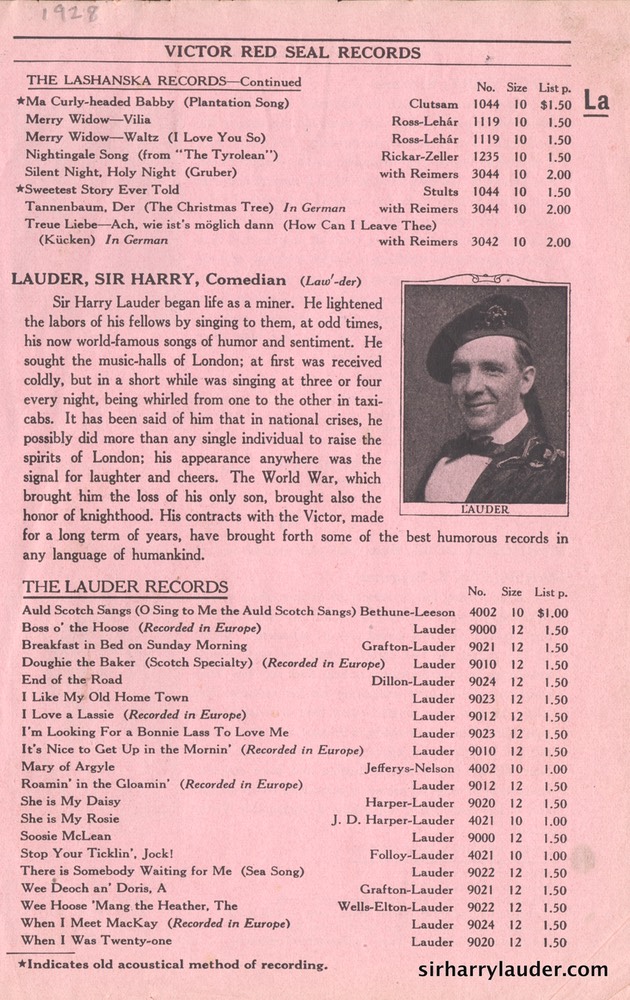 1928
VICTOR RED SEAL RECORDS
THE LASHANSKA RECORDS—Continued No. Size List p.
★Ma Curly-headed Babby (Plantation Song) Clutsam 1044 10 $1.50
La
Merry Widow—Vilia Ross-Lehár 1119 10 1.50
Merry Widow—Waltz (I Love You So) Ross-Lehár 1119 10 1.50
Nightingale Song (from "The Tyrolean") Rickar-Zeller 1235 10 1.50
Silent Night, Holy Night (Gruber) with Reimers 3044 10 2.00
★Sweetest Story Ever Told Stults 1044 10 1.50
Tannenbaum, Der (The Christmas Tree) In German with Reimers 3044 10 2.00
Treue Liebe—Ach, wie ist's möglich dann (How Can I Leave Thee)
(Kücken) In German with Reimers 3042 10 2.00
LAUDER, SIR HARRY, Comedian (Law'-der)
Sir Harry Lauder began life as a miner. He lightened
the labors of his fellows by singing to them, at odd times,
his now world-famous songs of humor and sentiment. He
sought the music-halls of London; at first was received
coldly, but in a short while was singing at three or four
every night, being whirled from one to the other in taxi-
cabs. It has been said of him that in national crises, he
possibly did more than any single individual to raise the
spirits of London; his appearance anywhere was the
signal for laughter and cheers. The World War, which
brought him the loss of his only son, brought also the
honor of knighthood. His contracts with the Victor, made
for a long term of years, have brought forth some of the best humorous records in
any language of humankind.
LAUDER
THE LAUDER RECORDS No. Size List p.
Auld Scotch Sangs (O Sing to Me the Auld Scotch Sangs) Bethune-Leeson 4002 10 $1.00
Boss o' the Hoose (Recorded in Europe) Lauder 9000 12 1.50
Breakfast in Bed on Sunday Morning Grafton-Lauder 9021 12 1.50
Doughie the Baker (Scotch Specialty) (Recorded in Europe) Lauder 9010 12 1.50
End of the Road Dillon-Lauder 9024 12 1.50
I Like My Old Home Town Lauder 9023 12 1.50
I Love a Lassie (Recorded in Europe) Lauder 9012 12 1.50
I'm Looking For a Bonnie Lass To Love Me Lauder 9023 12 1.50
It's Nice to Get Up in the Mornin' (Recorded in Europe) Lauder 9010 12 1.50
Mary of Argyle Jefferys-Nelson 4002 10 1.00
Roamin' in the Gloamin' (Recorded in Europe) Lauder 9012 12 1.50
She is My Daisy Harper-Lauder 9020 12 1.50
She is My Rosie J. D. Harper-Lauder 4021 10 1.00
Soosie McLean Lauder 9000 12 1.50
Stop Your Ticklin', Jock! Folloy-Lauder 4021 10 1.00
There is Somebody Waiting for Me (Sea Song) Lauder 9022 12 1.50
Wee Deoch an' Doris, A Grafton-Lauder 9021 12 1.50
Wee Hoose 'Mang the Heather, The Wells-Elton-Lauder 9022 12 1.50
When I Meet MacKay (Recorded in Europe) Lauder 9024 12 1.50
When I Was Twenty-one Lauder 9020 12 1.50
★Indicates old acoustical method of recording.
sirharrylauder.com